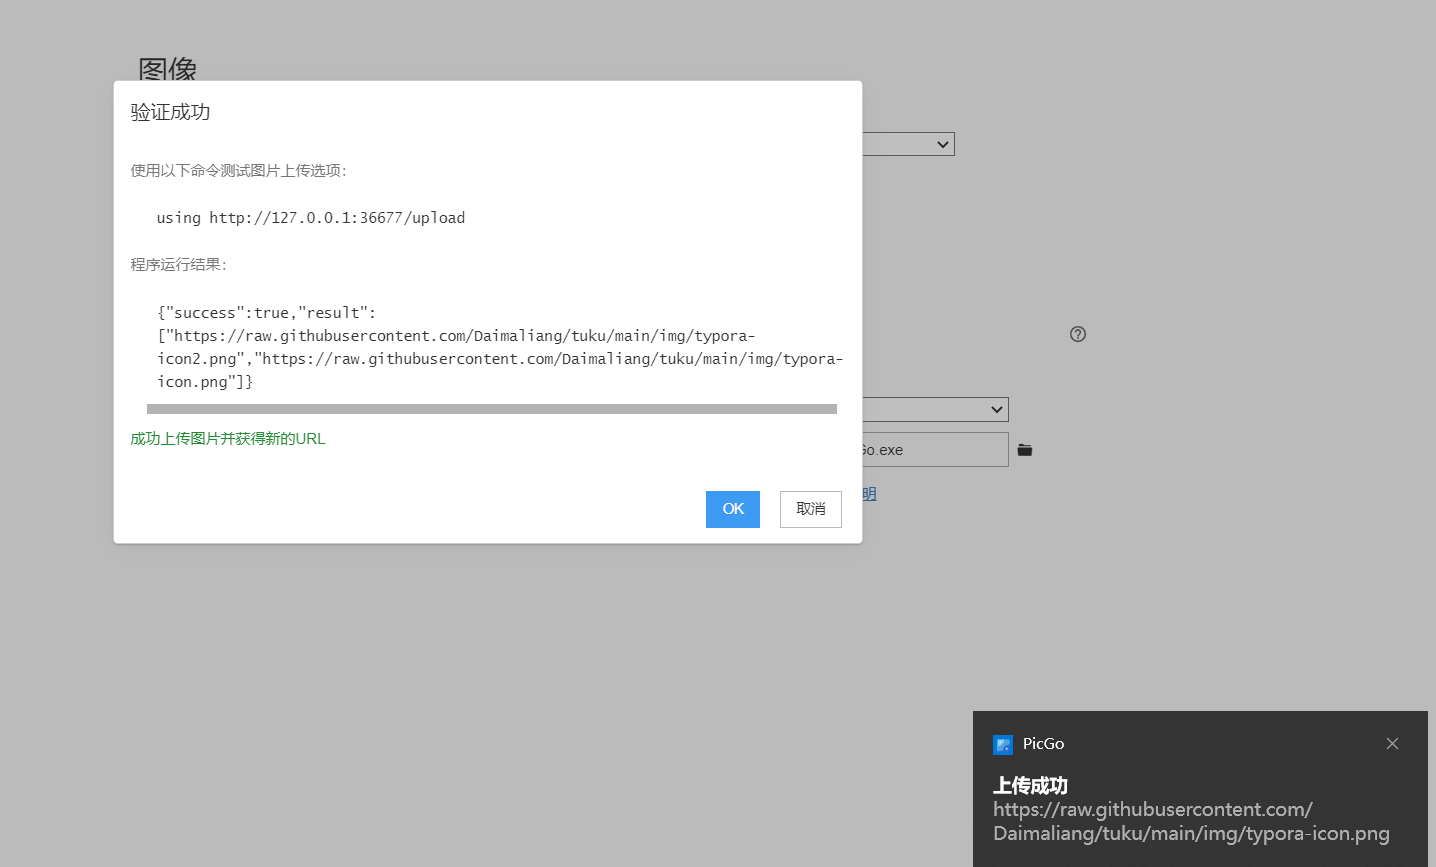 图像
验证成功
使用以下命令测试图片上传选项：
using http://127.0.0.1:36677/upload
程序运行结果：
{"success":true,"result":
["https://raw.githubusercontent.com/Daimaliang/tuku/main/img/typora-
icon2.png","https://raw.githubusercontent.com/Daimaliang/tuku/main/img/typora-
icon.png"]}
Go.exe
成功上传图片并获得新的URL
明
OK 取消
PicGo
上传成功
https://raw.githubusercontent.com/
Daimaliang/tuku/main/img/typora-icon.png